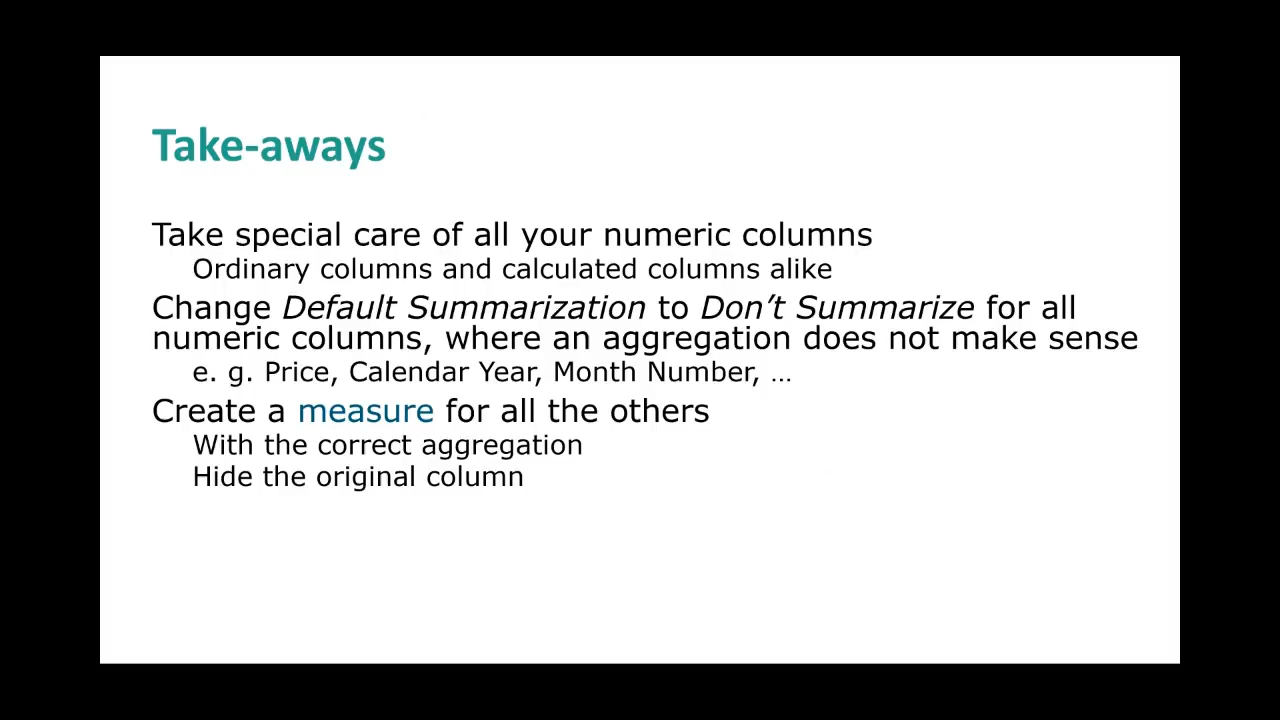 Take-aways
Take special care of all your numeric columns
Ordinary columns and calculated columns alike
Change Default Summarization to Don’t Summarize for all
numeric columns, where an aggregation does not make sense
e. g. Price, Calendar Year, Month Number, …
Create a measure for all the others
With the correct aggregation
Hide the original column